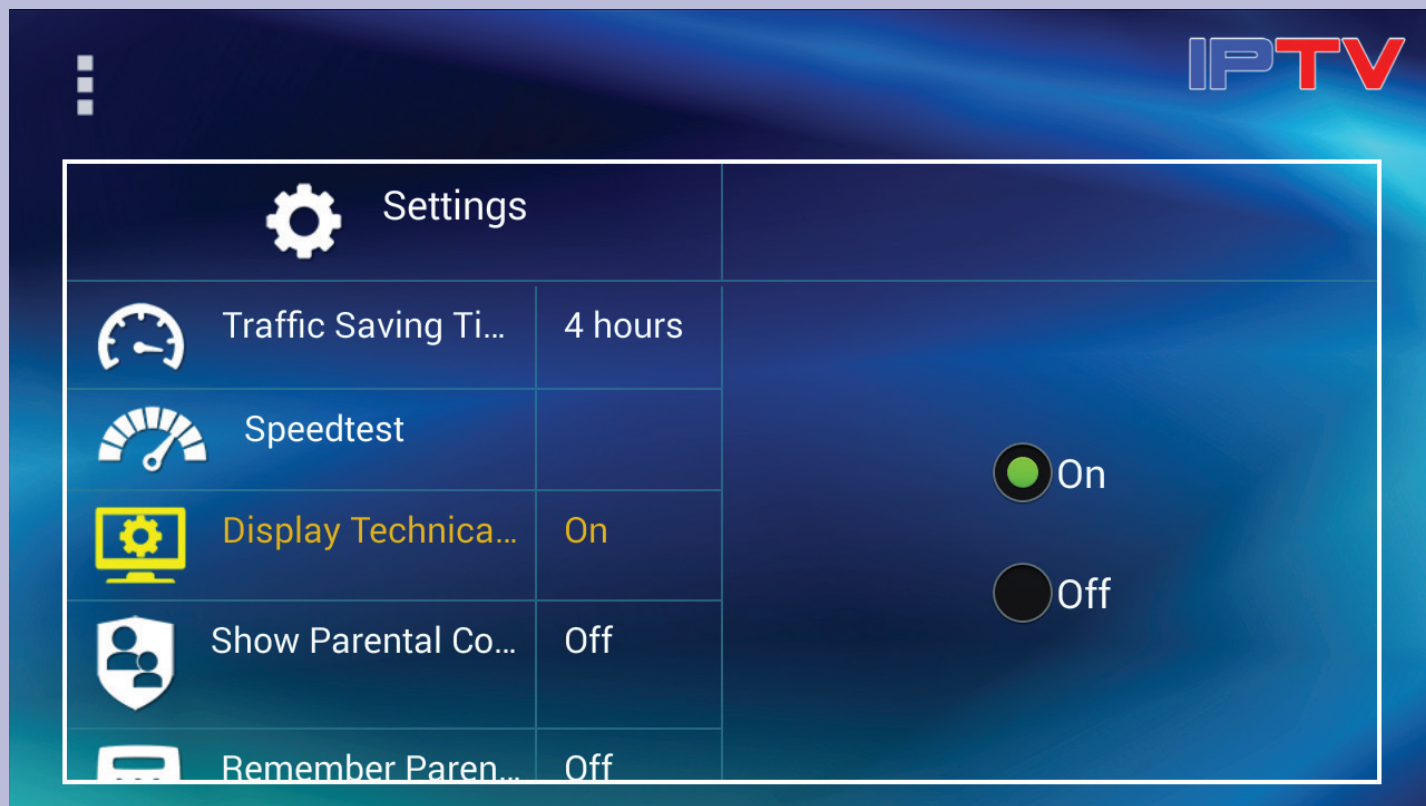 IPTV
Settings
Traffic Saving Ti... 4 hours
Speedtest
Display Technica... On
Show Parental Co... Off
Remember Paren... Off
On
Off